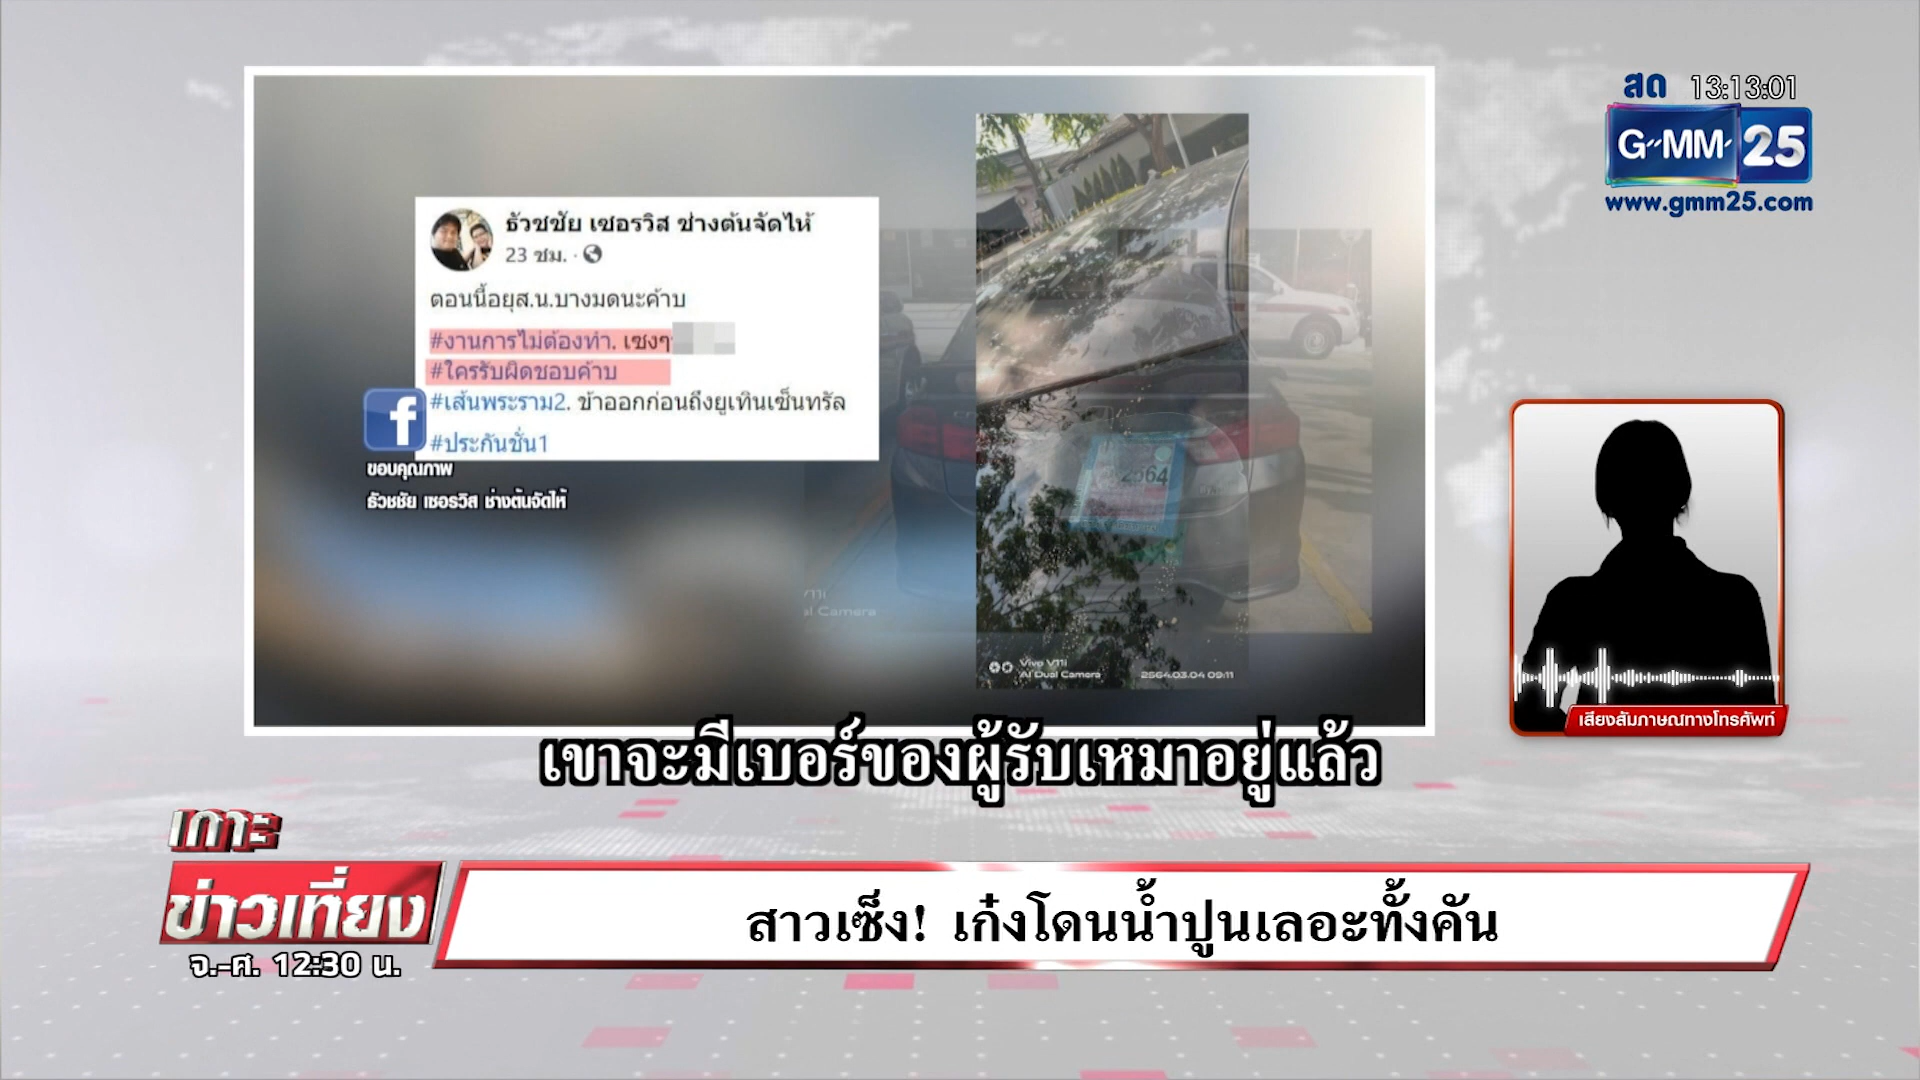 สด 13:13:01
GMM 25
www.gmm25.com
ธัวชชัย เซอรวิส ช่างต้นจัดไห้
23 ชม.
ตอนนี้อยุส.น.บางมดนะค้าบ
#งานการไม่ต้องทำ. เซงๆ
#ใครรับผิดชอบค้าบ
#เส้นพระราม2. ข้าออกก่อนถึงยูเทินเซ็นทรัล
#ประกันชั่น1
f
ขอบคุณภาพ
ธัวชชัย เซอรวิส ช่างต้นจัดไห้
2564
V11i
AI Camera
Vivo V11i
AI Dual Camera
2564.03.04 09:11
เสียงสัมภาษณทางโทรศัพท์
เขาจะมีเบอร์ของผู้รับเหมาอยู่แล้ว
เกาะ
ข่าวเที่ยง
จ.-ศ. 12:30 น.
สาวเซ็ง! เก๋งโดนน้ำปูนเลอะทั้งคัน